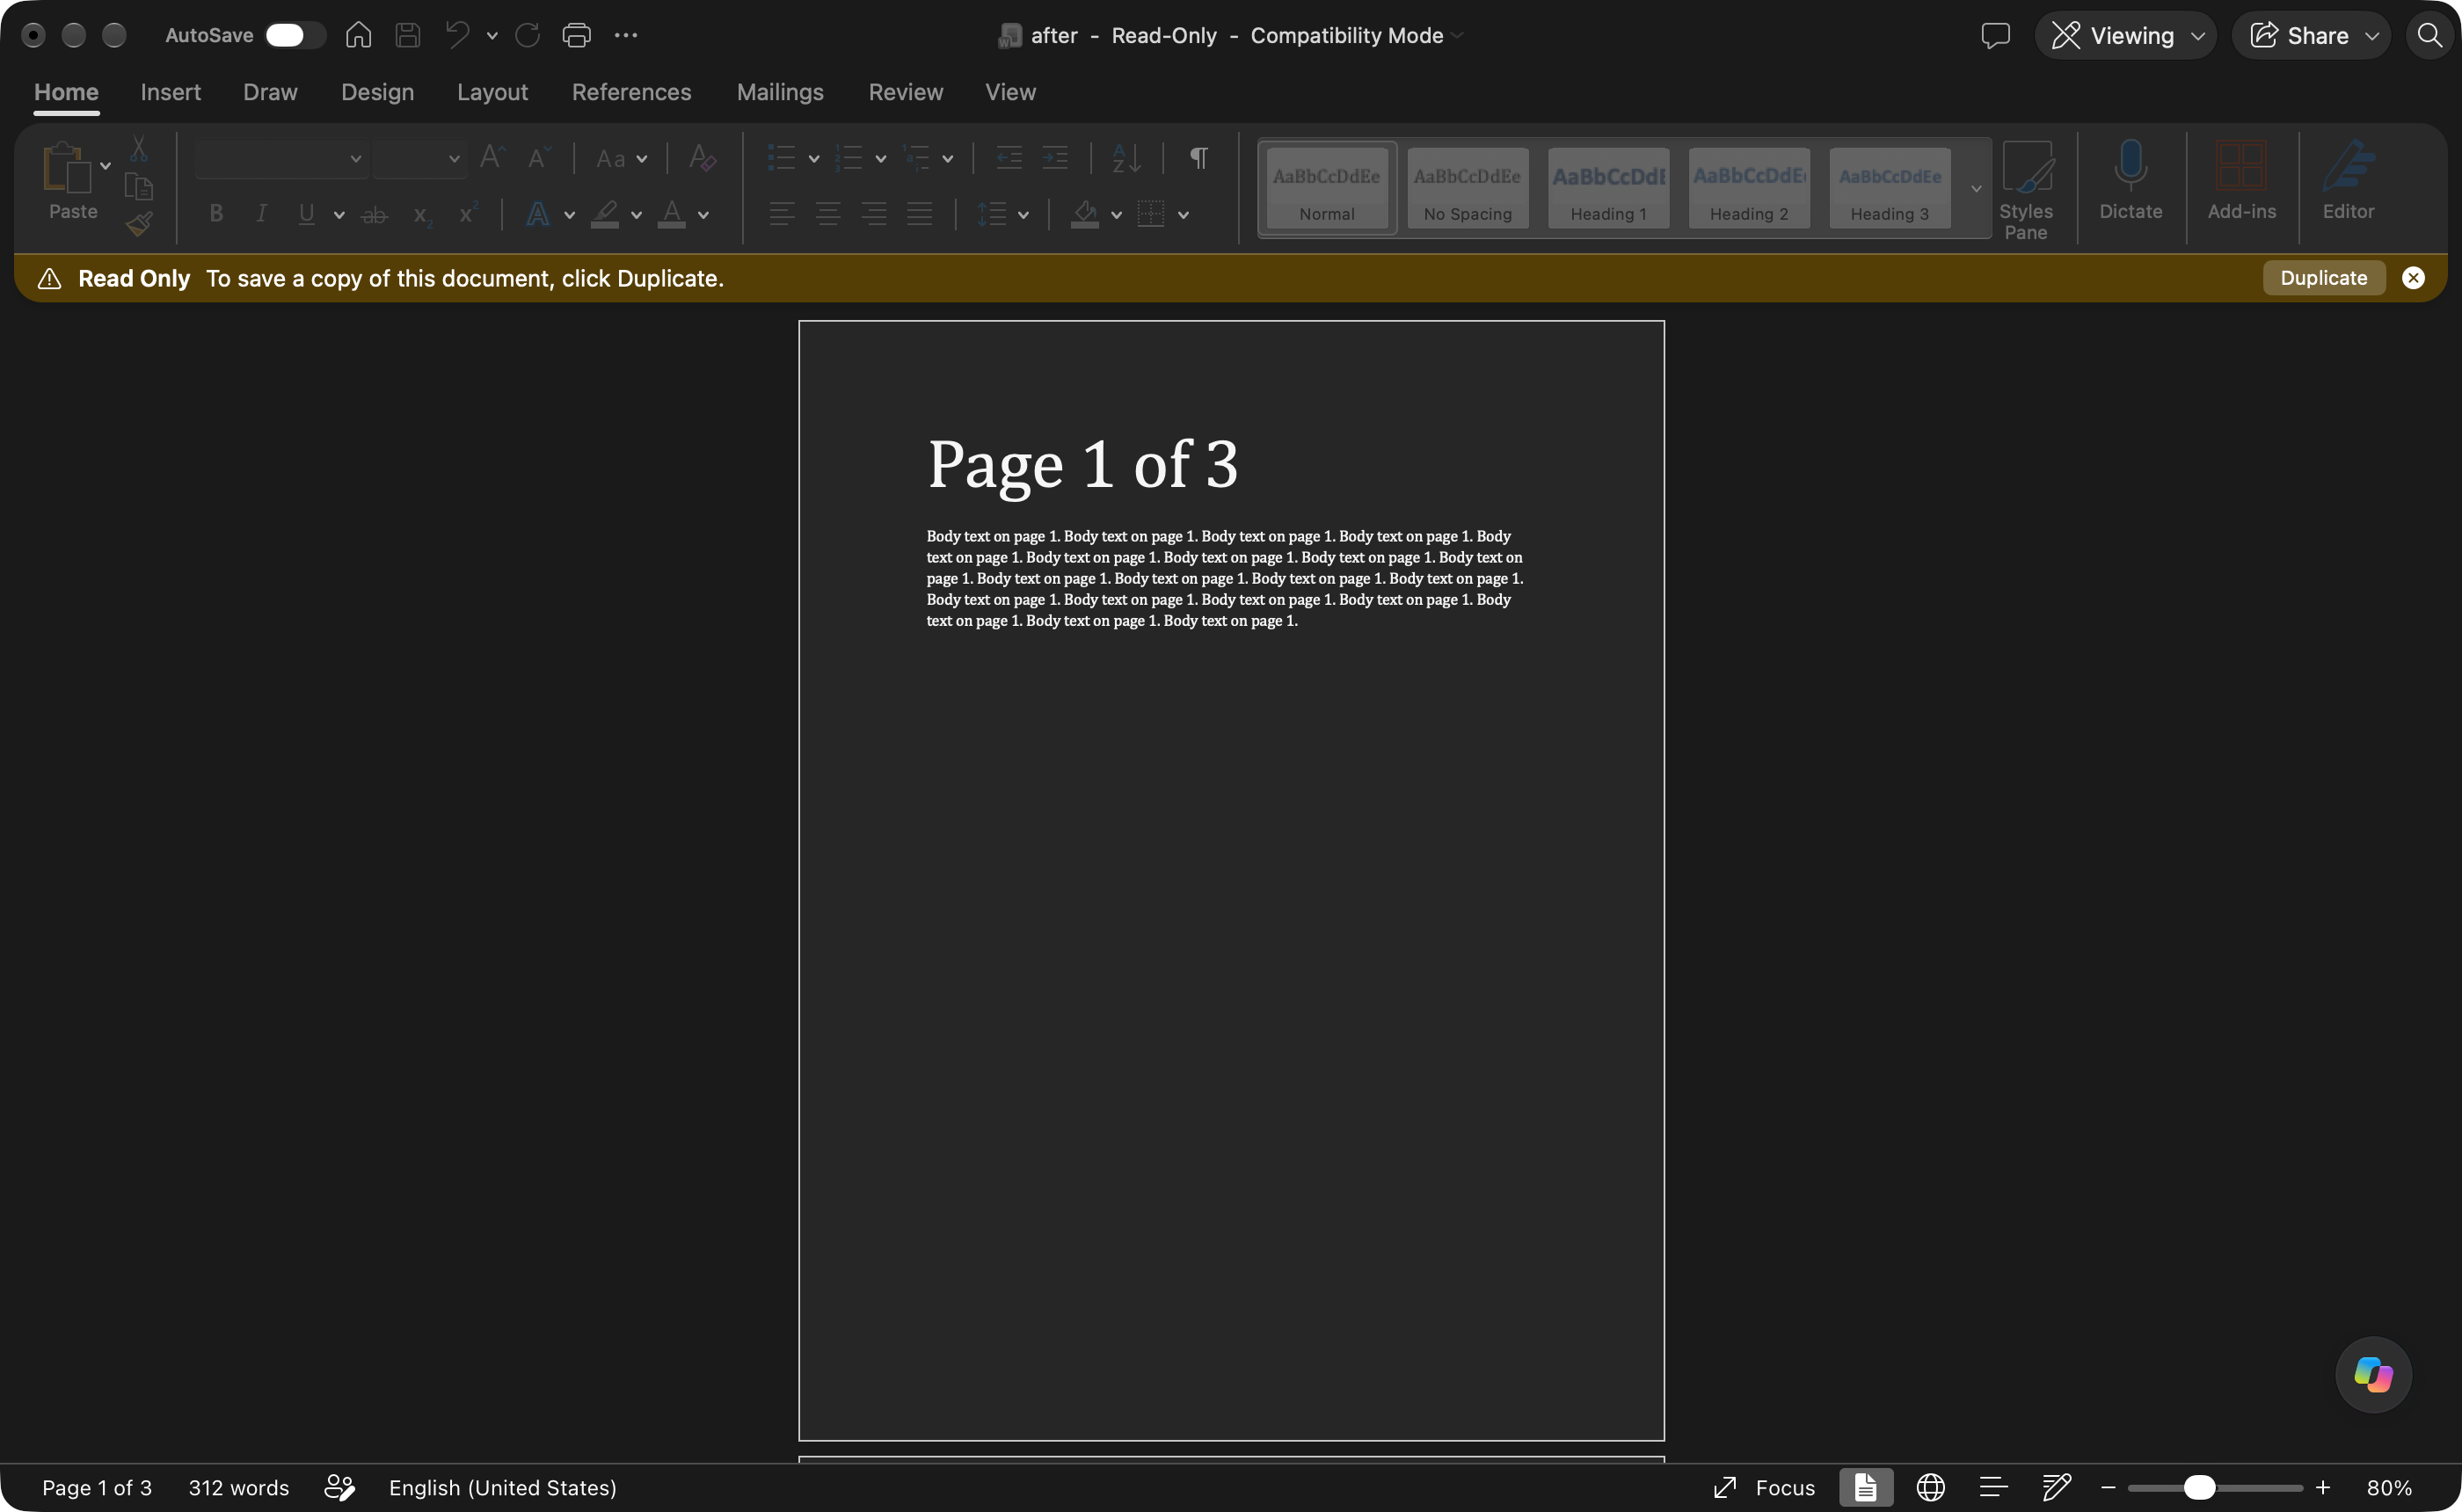 AutoSave
after - Read-Only - Compatibility Mode
Viewing
Share
Home Insert Draw Design Layout References Mailings Review View
Paste
Aa
B I U ab x₂ x²
A A
A Z
AaBbCcDdEe Normal
AaBbCcDdEe No Spacing
AaBbCcDdE Heading 1
AaBbCcDdE Heading 2
AaBbCcDdEe Heading 3
Styles Pane
Dictate
Add-ins
Editor
Read Only To save a copy of this document, click Duplicate.
Duplicate
Page 1 of 3
Body text on page 1. Body text on page 1. Body text on page 1. Body text on page 1. Body
text on page 1. Body text on page 1. Body text on page 1. Body text on page 1. Body text on
page 1. Body text on page 1. Body text on page 1. Body text on page 1. Body text on page 1.
Body text on page 1. Body text on page 1. Body text on page 1. Body text on page 1. Body
text on page 1. Body text on page 1. Body text on page 1.
Page 1 of 3 312 words English (United States)
Focus
80%